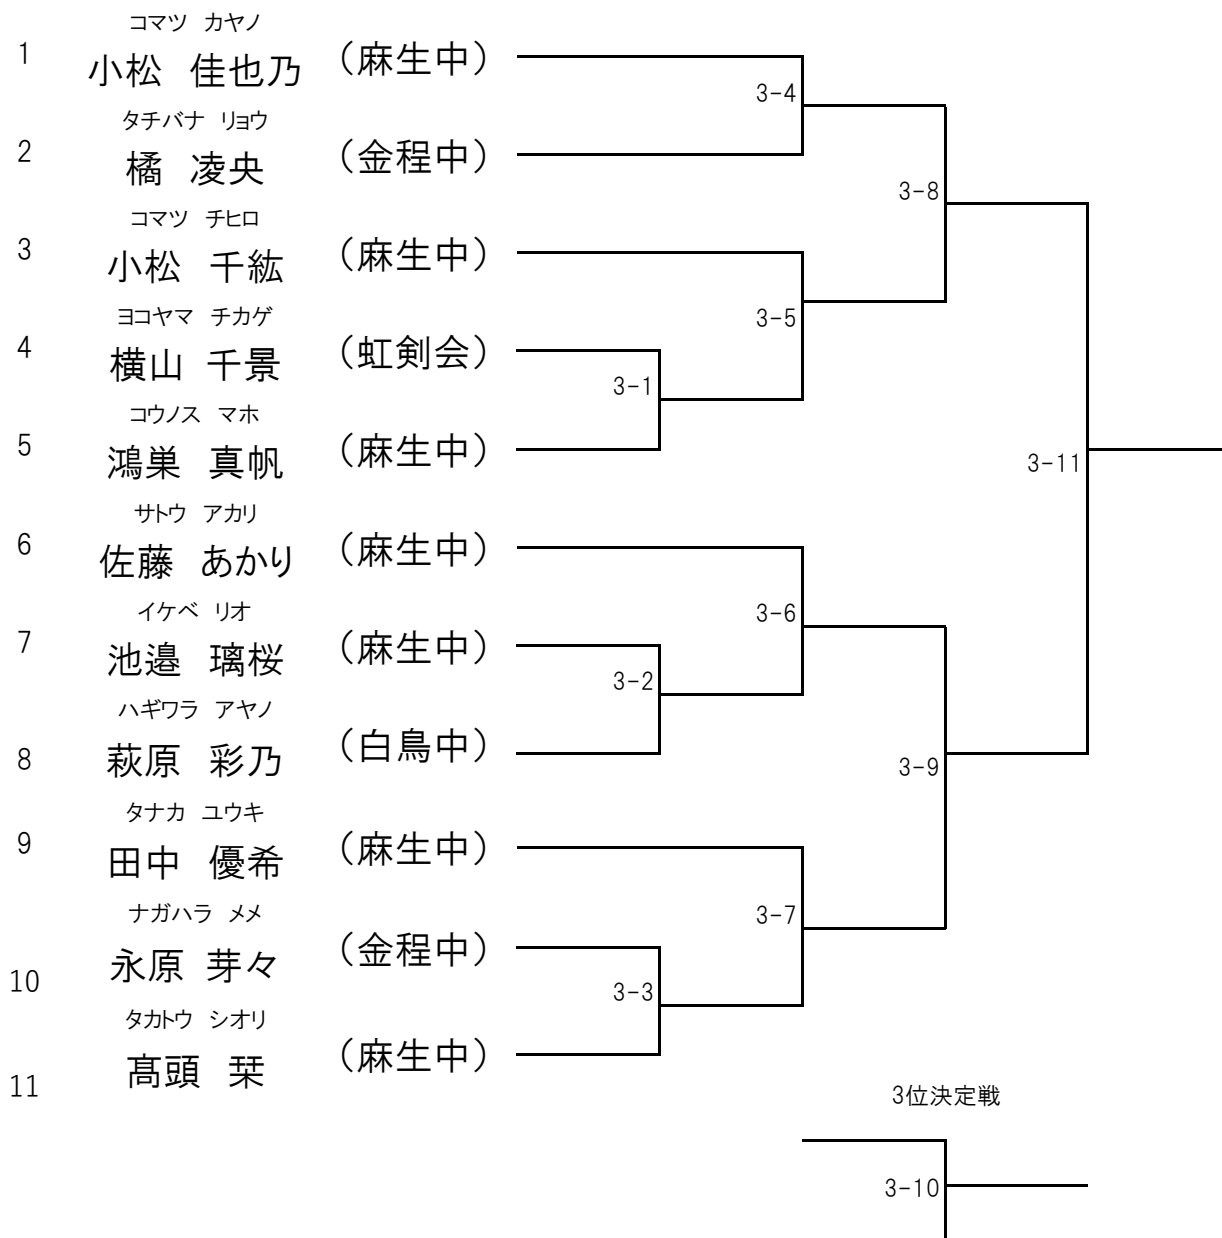 コマツ カヤノ
1 小松 佳也乃 （麻生中）
3-4
タチバナ リョウ
2 橘 凌央 （金程中）
3-8
コマツ チヒロ
3 小松 千紘 （麻生中）
3-5
ヨコヤマ チカゲ
4 横山 千景 （虹剣会）
3-1
コウノス マホ
5 鴻巣 真帆 （麻生中）
3-11
サトウ アカリ
6 佐藤 あかり （麻生中）
3-6
イケベ リオ
7 池邉 璃桜 （麻生中）
3-2
ハギワラ アヤノ
8 萩原 彩乃 （白鳥中）
3-9
タナカ ユウキ
9 田中 優希 （麻生中）
3-7
ナガハラ メメ
10 永原 芽々 （金程中）
3-3
タカトウ シオリ
11 髙頭 栞 （麻生中）
3位決定戦
3-10